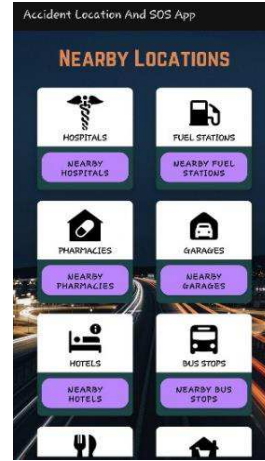 Accident Location And SOS App
NEARBY LOCATIONS
HOSPITALS
FUEL STATIONS
NEARBY
HOSPITALS
NEARBY FUEL
STATIONS
PHARMACIES
GARAGES
NEARBY
PHARMACIES
NEARBY
GARAGES
HOTELS
BUS STOPS
NEARBY
HOTELS
NEARBY BUS
STOPS